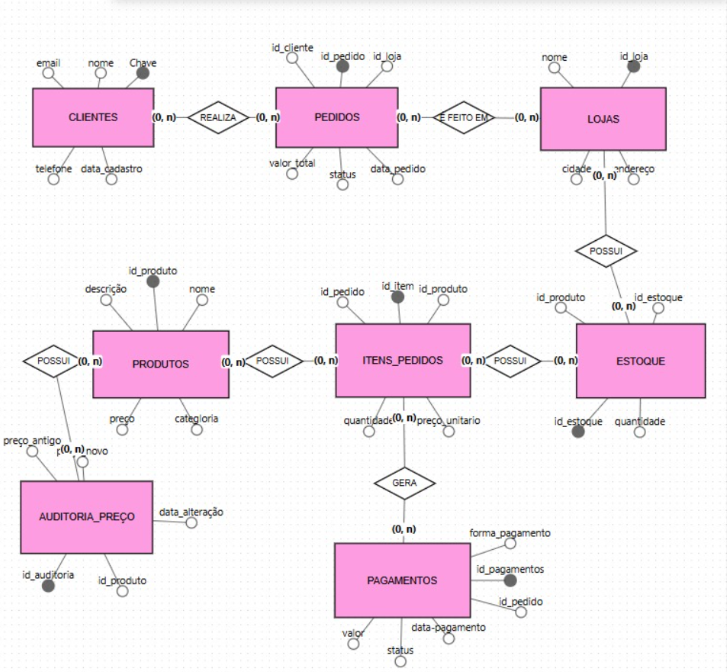 email nome Chave
id_cliente id_pedido id_loja
nome id_loja
CLIENTES (0, n) REALIZA (0, n) PEDIDOS (0, n) É FEITO EM (0, n) LOJAS
telefone data_cadastro
valor_total status data_pedido
cidade (0, n) endereço
POSSUI
descrição id_produto nome
id_pedido id_item id_produto
id_produto (0, n) id_estoque
POSSUI (0, n) PRODUTOS (0, n) POSSUI (0, n) ITENS_PEDIDOS (0, n) POSSUI (0, n) ESTOQUE
preço categioria
quantidade (0, n) preço_unitario
id_estoque quantidade
preço_antigo (0, n) novo
GERA
AUDITORIA_PREÇO data_alteração
(0, n)
id_auditoria id_produto
forma_pagamento
PAGAMENTOS id_pagamentos
id_pedido
valor status data-pagamento